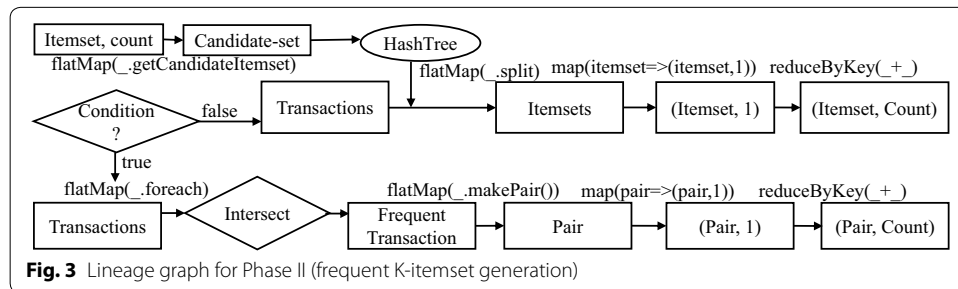 Itemset, count
Candidate-set
HashTree
flatMap(_.getCandidateItemset)
flatMap(_.split)
map(itemset=>(itemset,1))
reduceByKey(_+_)
Condition
?
false
Transactions
Itemsets
(Itemset, 1)
(Itemset, Count)
true
flatMap(_.foreach)
flatMap(_.makePair())
map(pair=>(pair,1))
reduceByKey(_+_)
Transactions
Intersect
Frequent
Transaction
Pair
(Pair, 1)
(Pair, Count)
Fig. 3 Lineage graph for Phase II (frequent K-itemset generation)